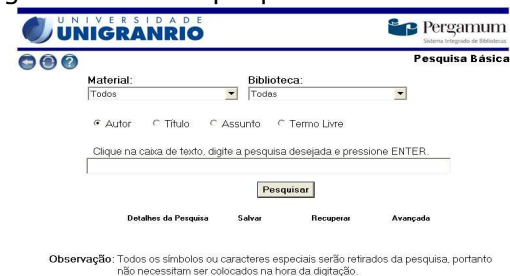 UNIVERSIDADE
UNIGRANRIO
Pergamum
Sistema Integrado de Bibliotecas
Pesquisa Básica
Material: Biblioteca:
Todos Todas
Autor Título Assunto Termo Livre
Clique na caixa de texto, digite a pesquisa desejada e pressione ENTER.
Pesquisar
Detalhes da Pesquisa Salvar Recuperar Avançada
Observação: Todos os símbolos ou caracteres especiais serão retirados da pesquisa, portanto
não necessitam ser colocados na hora da digitação.